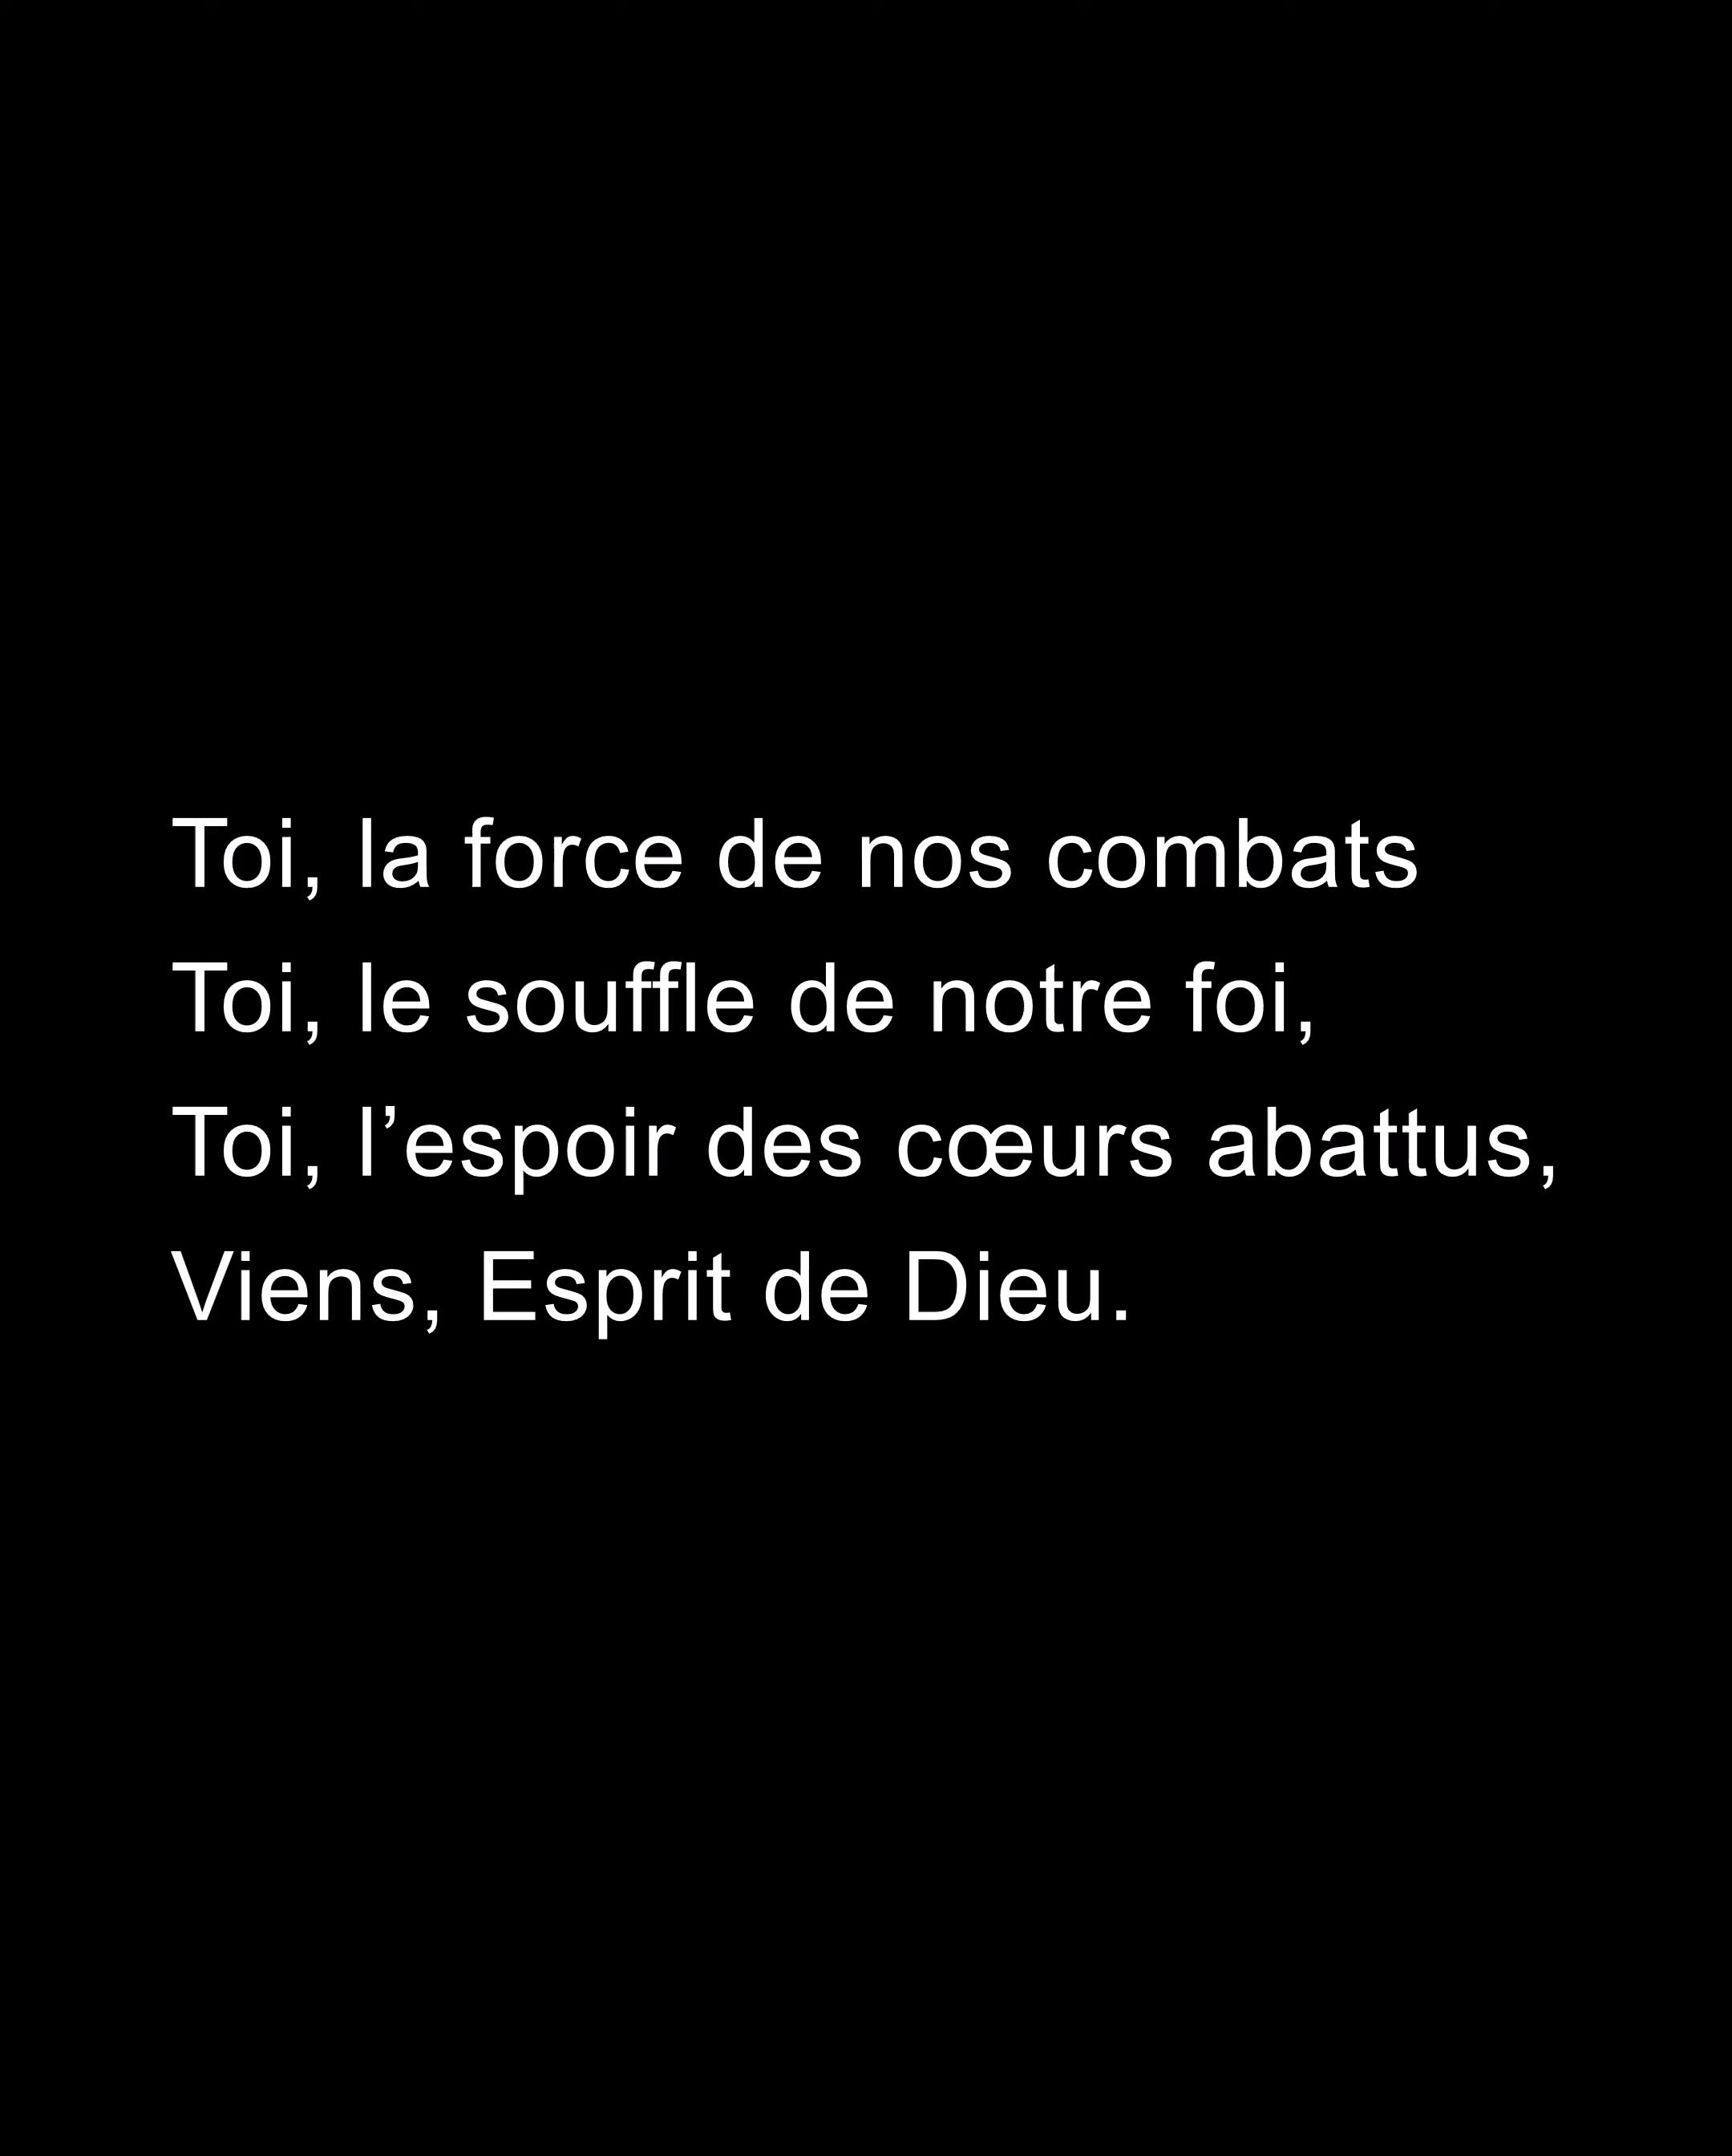 Toi, la force de nos combats
Toi, le souffle de notre foi,
Toi, l’espoir des cœurs abattus,
Viens, Esprit de Dieu.